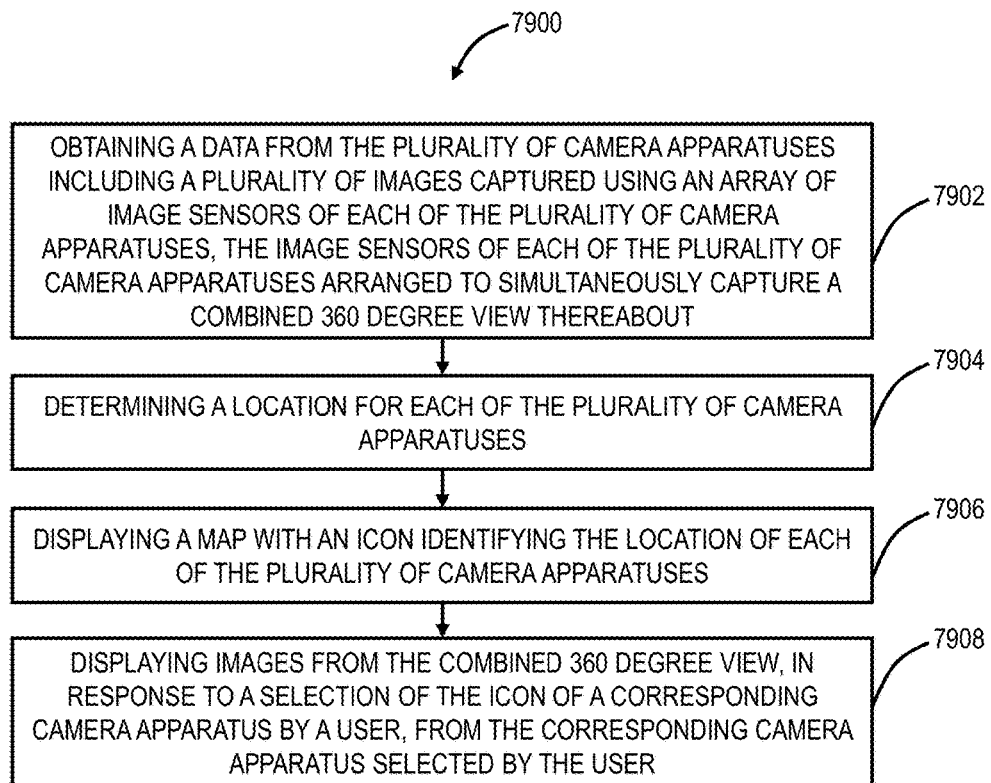 7900
OBTAINING A DATA FROM THE PLURALITY OF CAMERA APPARATUSES
INCLUDING A PLURALITY OF IMAGES CAPTURED USING AN ARRAY OF
IMAGE SENSORS OF EACH OF THE PLURALITY OF CAMERA
APPARATUSES, THE IMAGE SENSORS OF EACH OF THE PLURALITY OF
CAMERA APPARATUSES ARRANGED TO SIMULTANEOUSLY CAPTURE A
COMBINED 360 DEGREE VIEW THEREABOUT
7902
DETERMINING A LOCATION FOR EACH OF THE PLURALITY OF CAMERA
APPARATUSES
7904
DISPLAYING A MAP WITH AN ICON IDENTIFYING THE LOCATION OF EACH
OF THE PLURALITY OF CAMERA APPARATUSES
7906
DISPLAYING IMAGES FROM THE COMBINED 360 DEGREE VIEW, IN
RESPONSE TO A SELECTION OF THE ICON OF A CORRESPONDING
CAMERA APPARATUS BY A USER, FROM THE CORRESPONDING CAMERA
APPARATUS SELECTED BY THE USER
7908